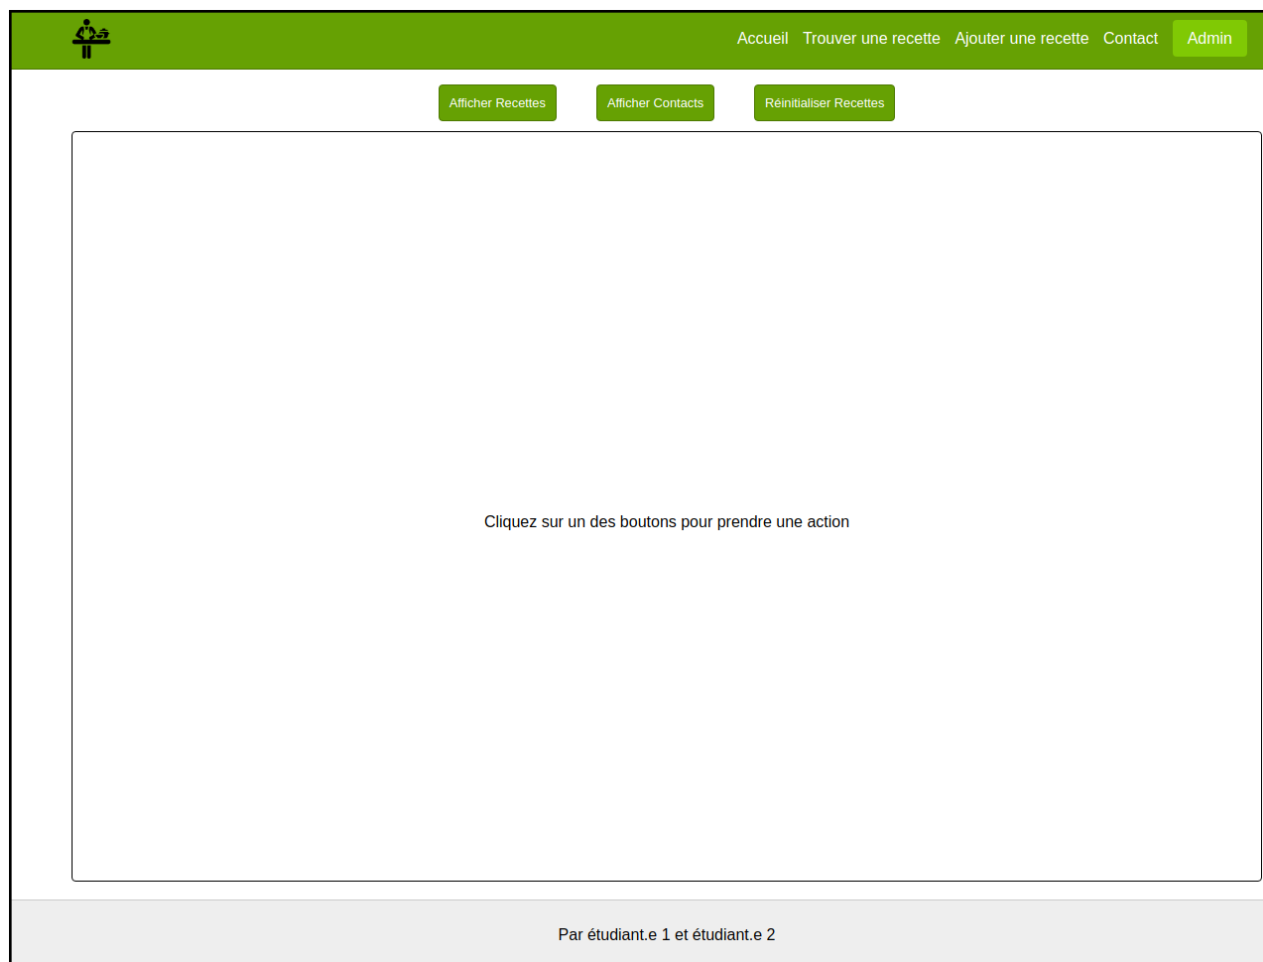 Accueil Trouver une recette Ajouter une recette Contact Admin
Afficher Recettes Afficher Contacts Réinitialiser Recettes
Cliquez sur un des boutons pour prendre une action
Par étudiant.e 1 et étudiant.e 2